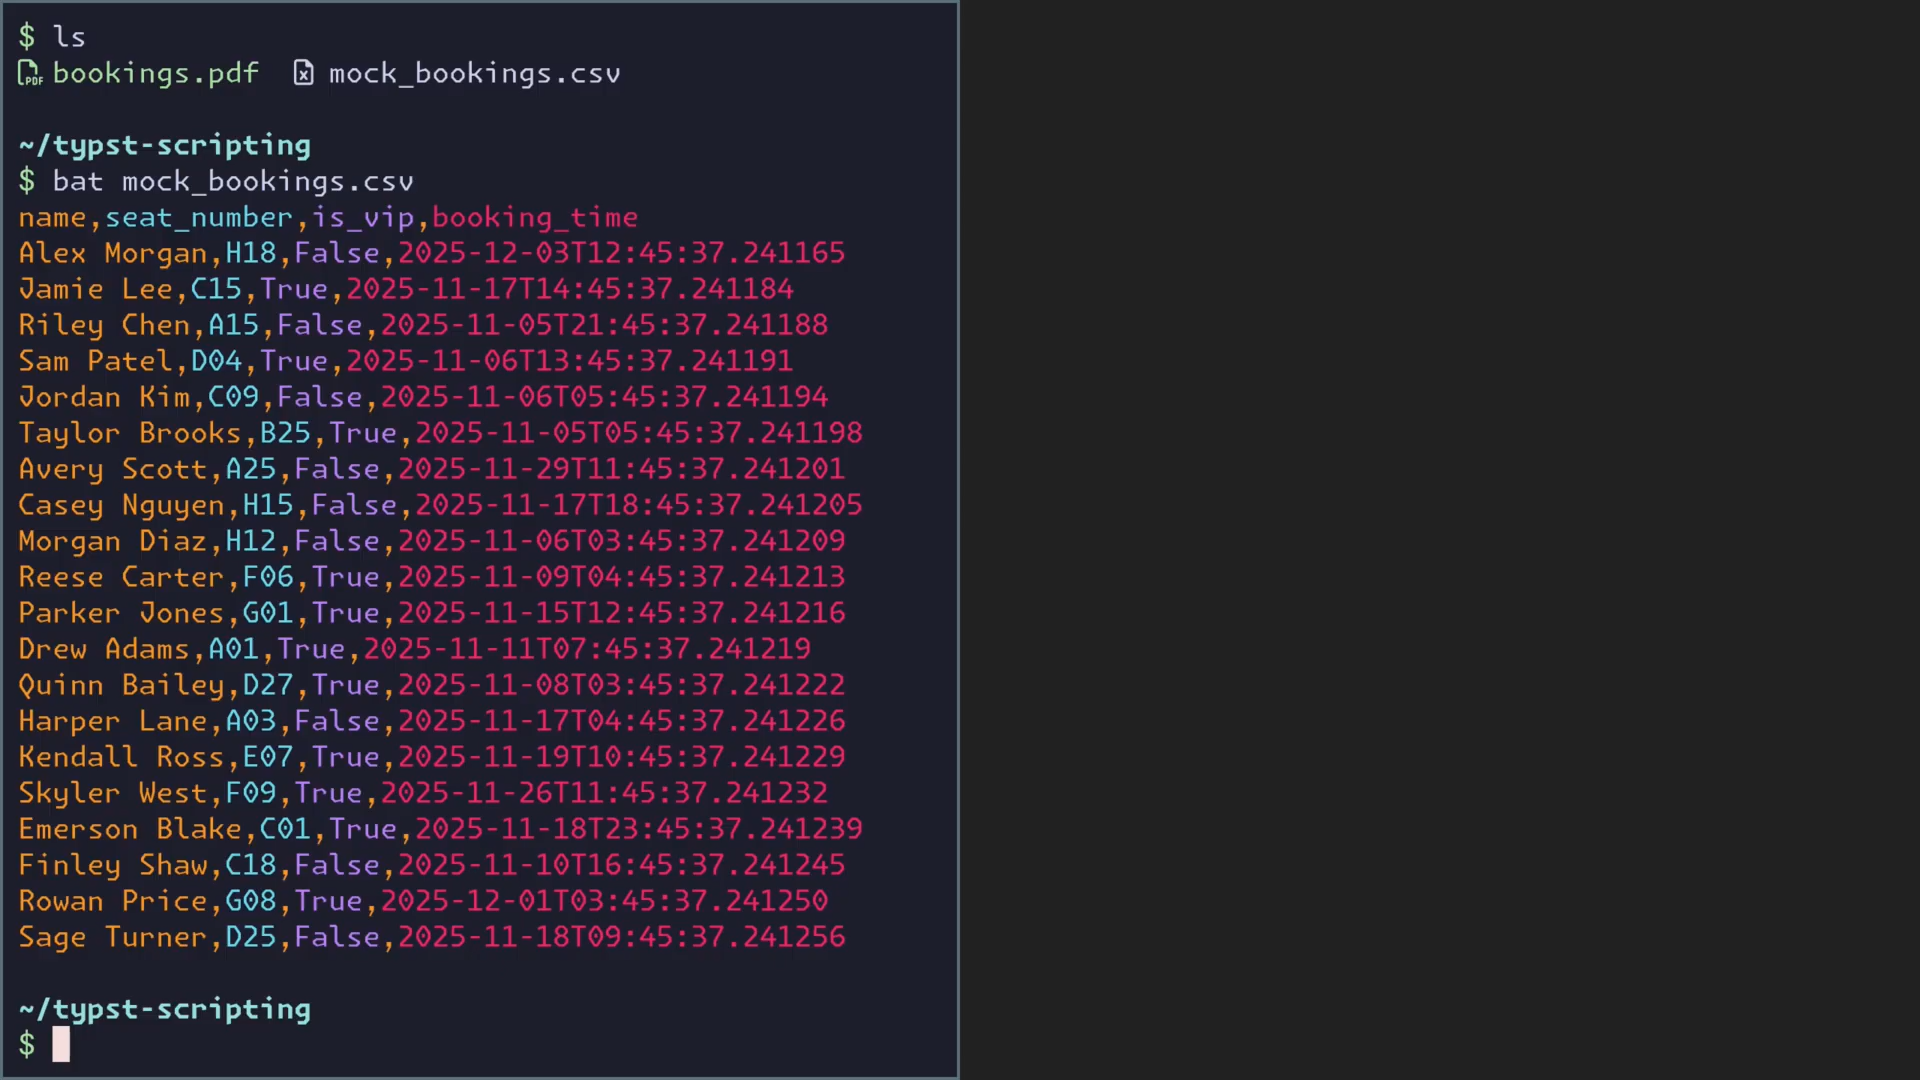 $ ls
bookings.pdf mock_bookings.csv
~/typst-scripting
$ bat mock_bookings.csv
name,seat_number,is_vip,booking_time
Alex Morgan,H18,False,2025-12-03T12:45:37.241165
Jamie Lee,C15,True,2025-11-17T14:45:37.241184
Riley Chen,A15,False,2025-11-05T21:45:37.241188
Sam Patel,D04,True,2025-11-06T13:45:37.241191
Jordan Kim,C09,False,2025-11-06T05:45:37.241194
Taylor Brooks,B25,True,2025-11-05T05:45:37.241198
Avery Scott,A25,False,2025-11-29T11:45:37.241201
Casey Nguyen,H15,False,2025-11-17T18:45:37.241205
Morgan Diaz,H12,False,2025-11-06T03:45:37.241209
Reese Carter,F06,True,2025-11-09T04:45:37.241213
Parker Jones,G01,True,2025-11-15T12:45:37.241216
Drew Adams,A01,True,2025-11-11T07:45:37.241219
Quinn Bailey,D27,True,2025-11-08T03:45:37.241222
Harper Lane,A03,False,2025-11-17T04:45:37.241226
Kendall Ross,E07,True,2025-11-19T10:45:37.241229
Skyler West,F09,True,2025-11-26T11:45:37.241232
Emerson Blake,C01,True,2025-11-18T23:45:37.241239
Finley Shaw,C18,False,2025-11-10T16:45:37.241245
Rowan Price,G08,True,2025-12-01T03:45:37.241250
Sage Turner,D25,False,2025-11-18T09:45:37.241256
~/typst-scripting
$